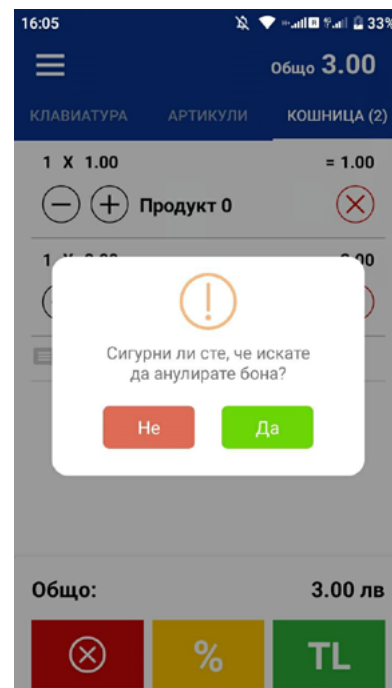 16:05 33%
Общо 3.00
КЛАВИАТУРА АРТИКУЛИ КОШНИЦА (2)
1 X 1.00 = 1.00
Продукт 0
Сигурни ли сте, че искате
да анулирате бона?
Не Да
Общо: 3.00 лв
% TL